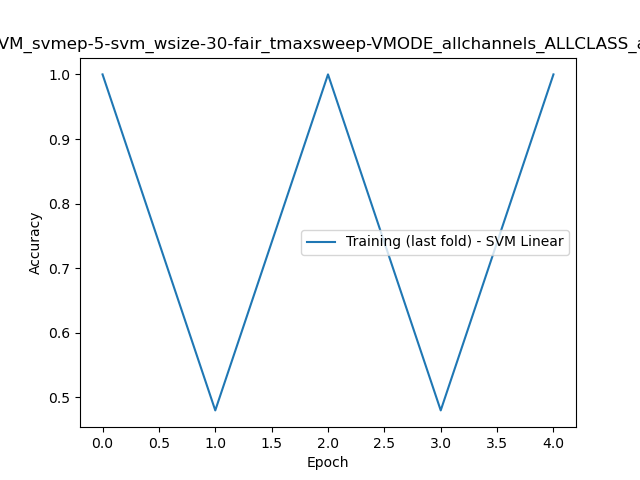 VM_svmep-5-svm_wsize-30-fair_tmaxsweep-VMODE_allchannels_ALLCLASS_a
1.0
0.9
0.8
0.7
0.6
0.5
Accuracy
Training (last fold) - SVM Linear
0.0 0.5 1.0 1.5 2.0 2.5 3.0 3.5 4.0
Epoch